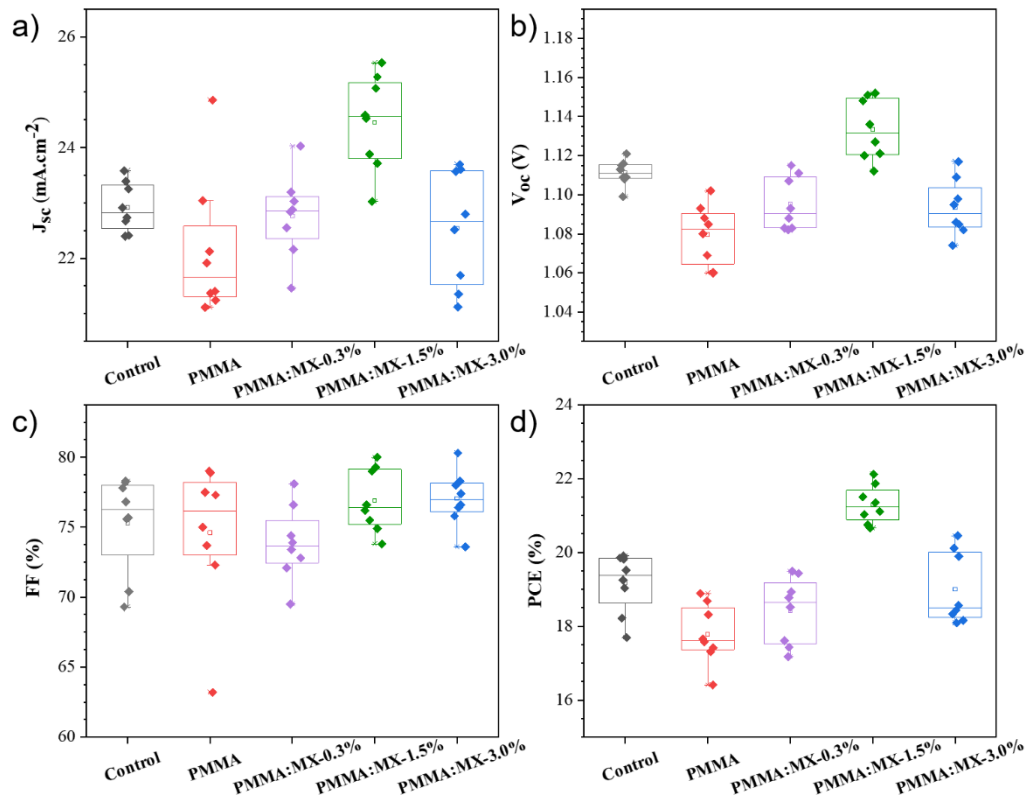 a)
J_sc (mA.cm⁻²)
26
24
22
Control
PMMA
PMMA:MX-0.3%
PMMA:MX-1.5%
PMMA:MX-3.0%
b)
V_oc (V)
1.18
1.16
1.14
1.12
1.10
1.08
1.06
1.04
Control
PMMA
PMMA:MX-0.3%
PMMA:MX-1.5%
PMMA:MX-3.0%
c)
FF (%)
80
75
70
65
60
Control
PMMA
PMMA:MX-0.3%
PMMA:MX-1.5%
PMMA:MX-3.0%
d)
PCE (%)
24
22
20
18
16
Control
PMMA
PMMA:MX-0.3%
PMMA:MX-1.5%
PMMA:MX-3.0%